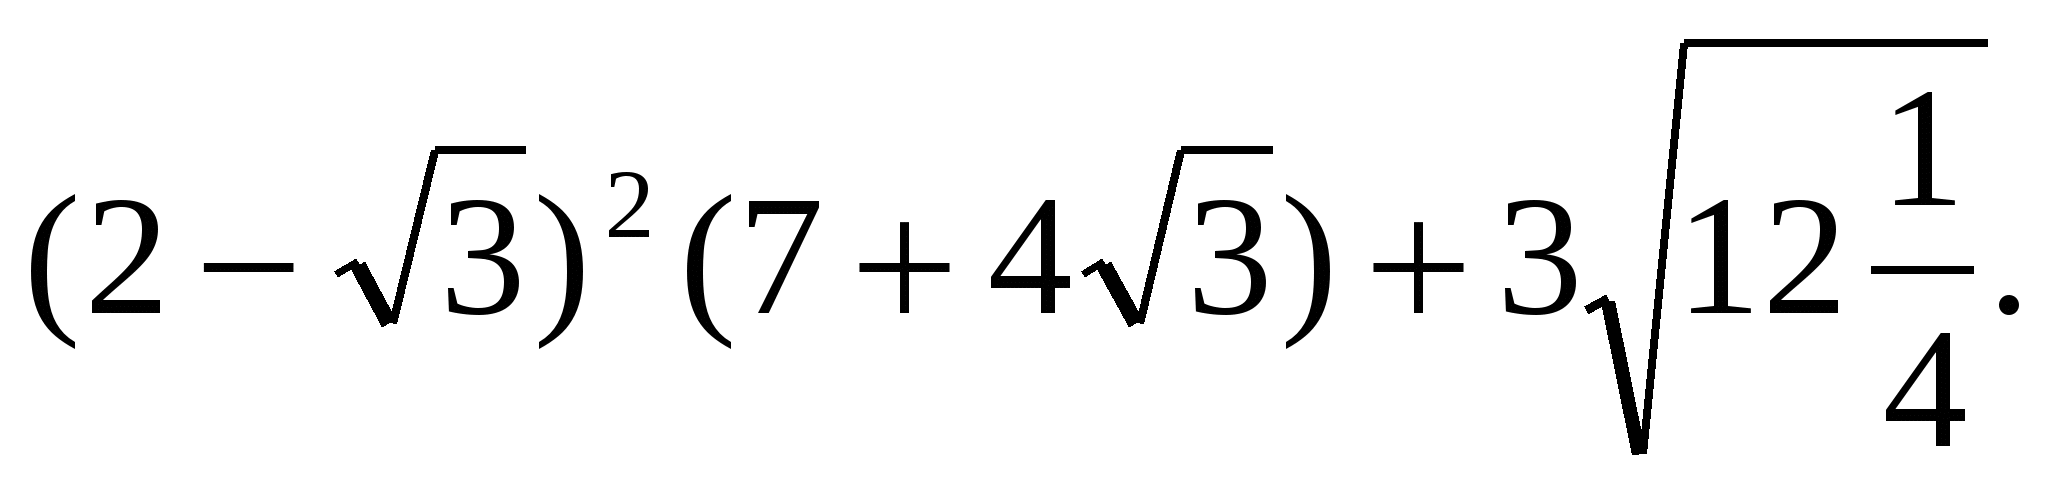 (2 − √3)² (7 + 4√3) + 3√12 1/4.